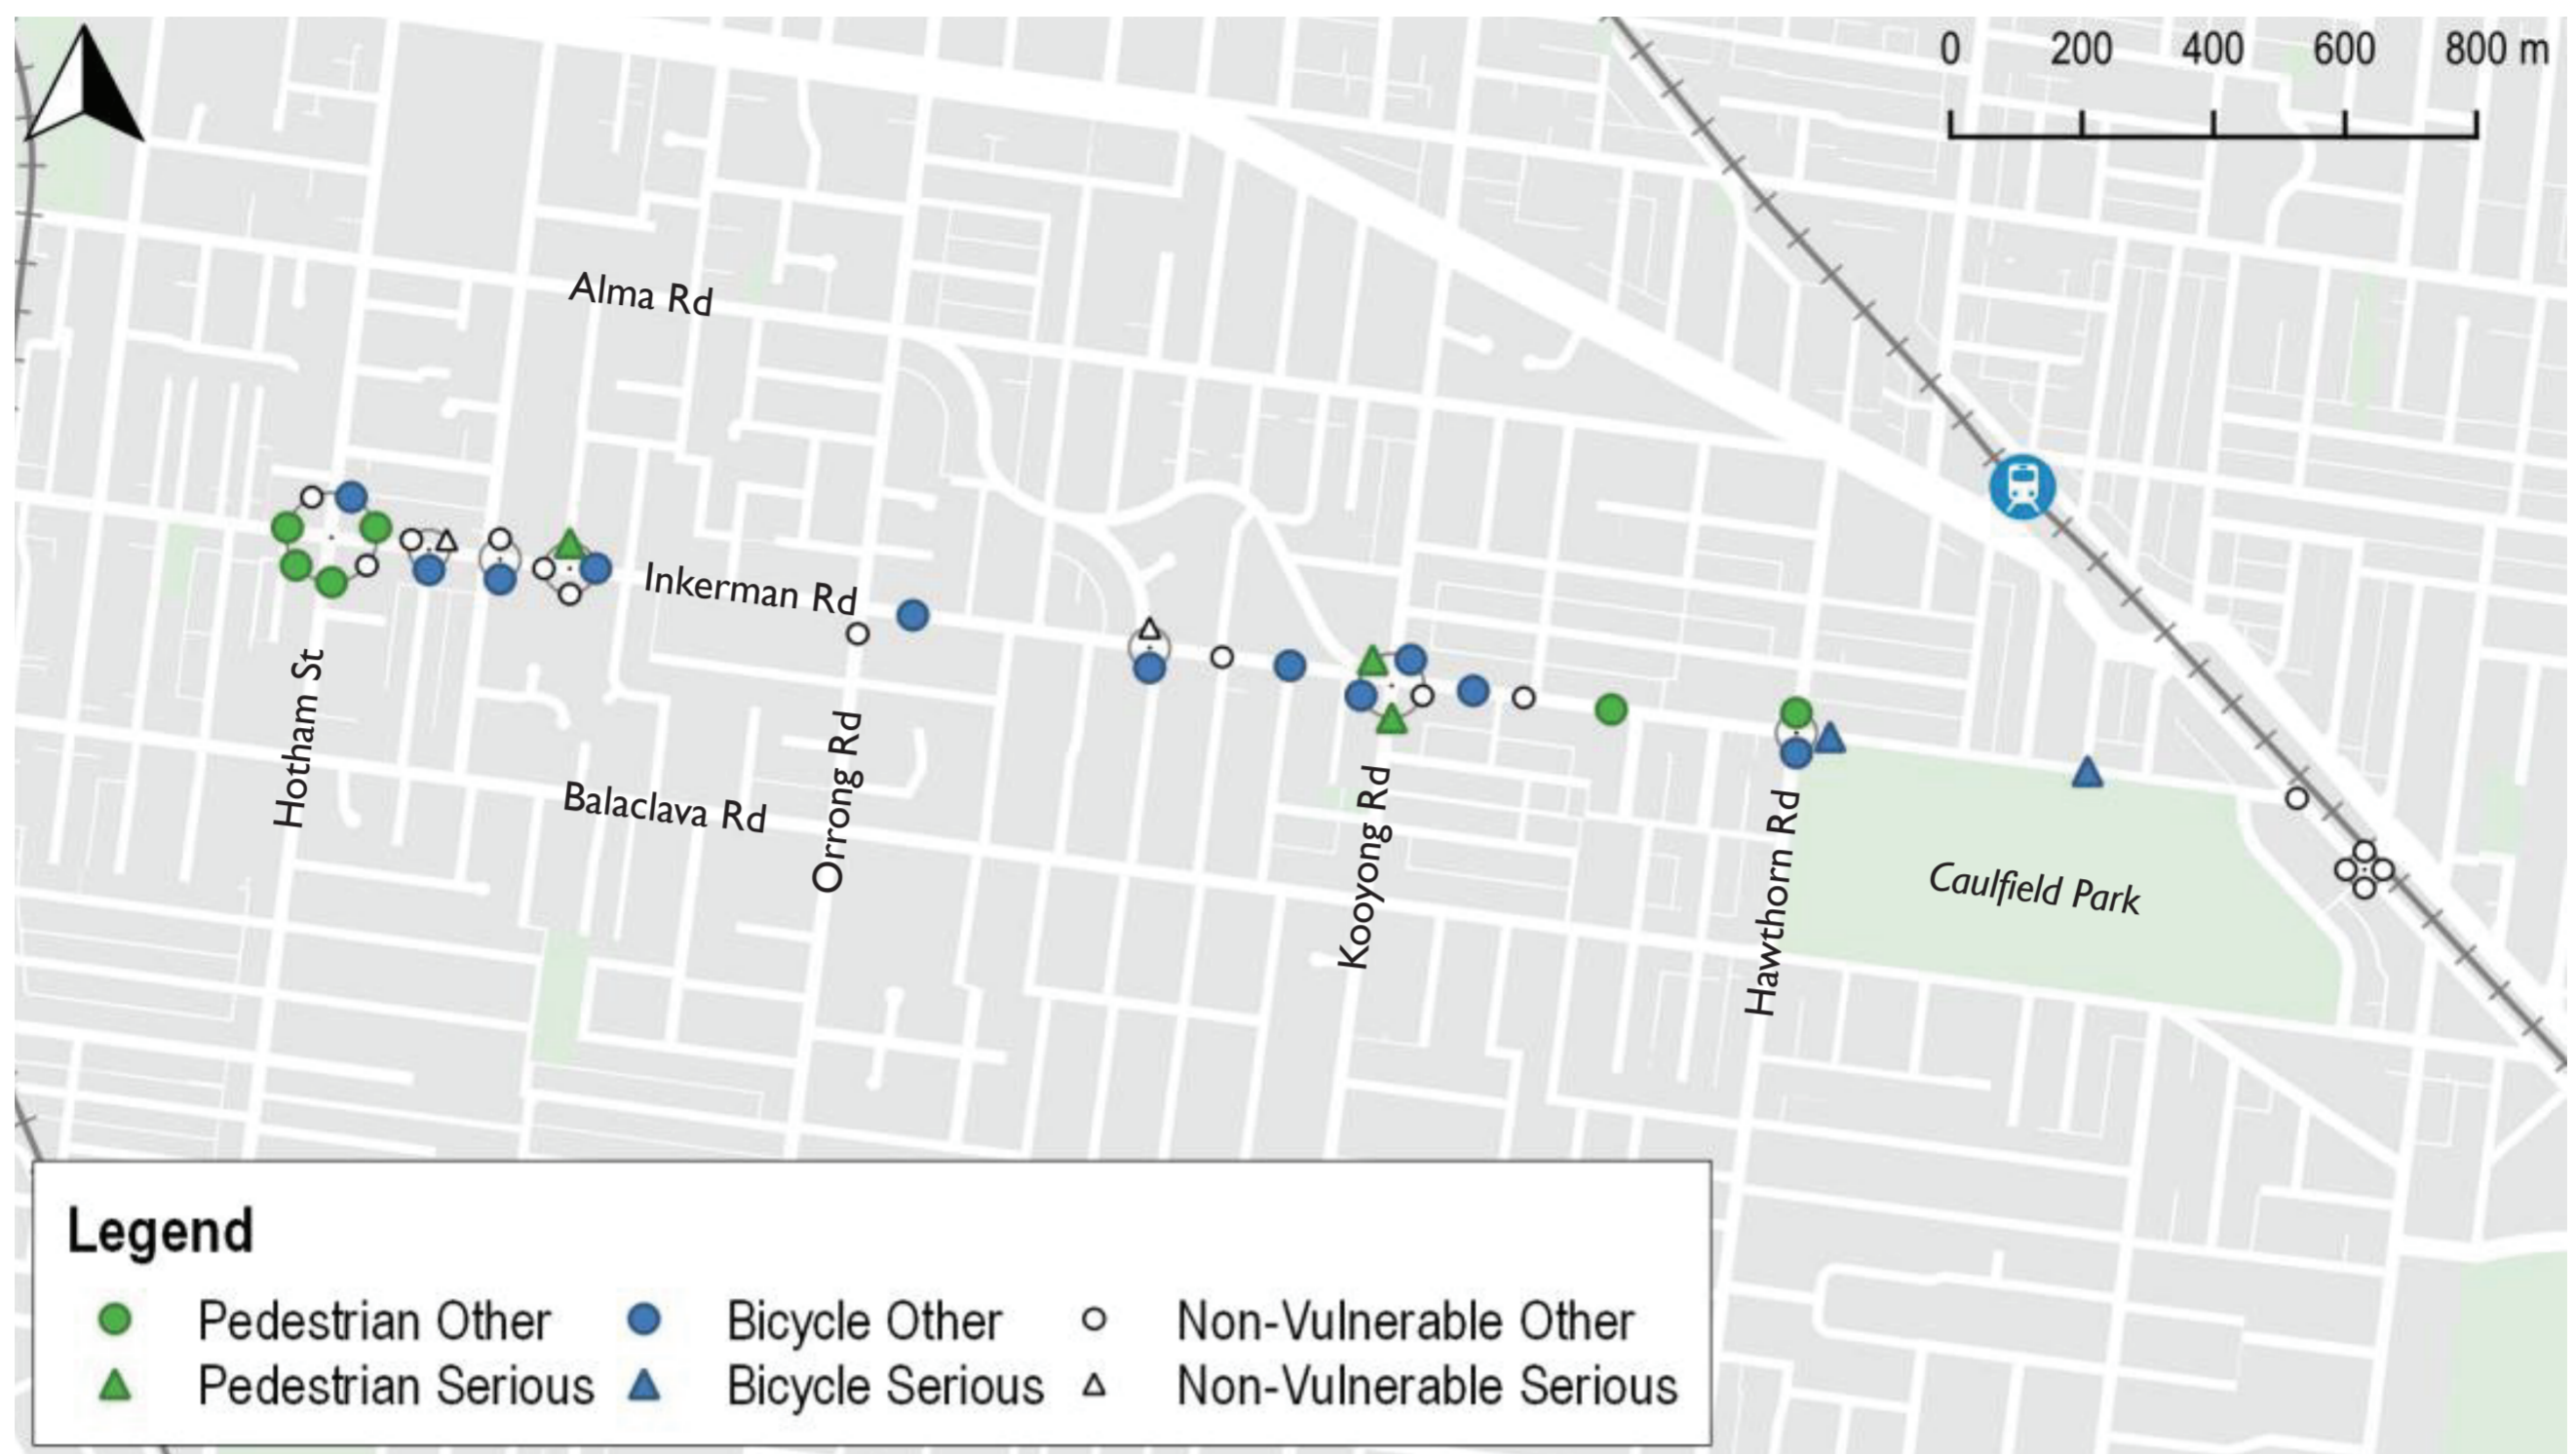 0 200 400 600 800 m
Alma Rd
Inkerman Rd
Hotham St
Orrong Rd
Balaclava Rd
Kooyong Rd
Hawthorn Rd
Caulfield Park
Legend
Pedestrian Other Bicycle Other Non-Vulnerable Other
Pedestrian Serious Bicycle Serious Non-Vulnerable Serious